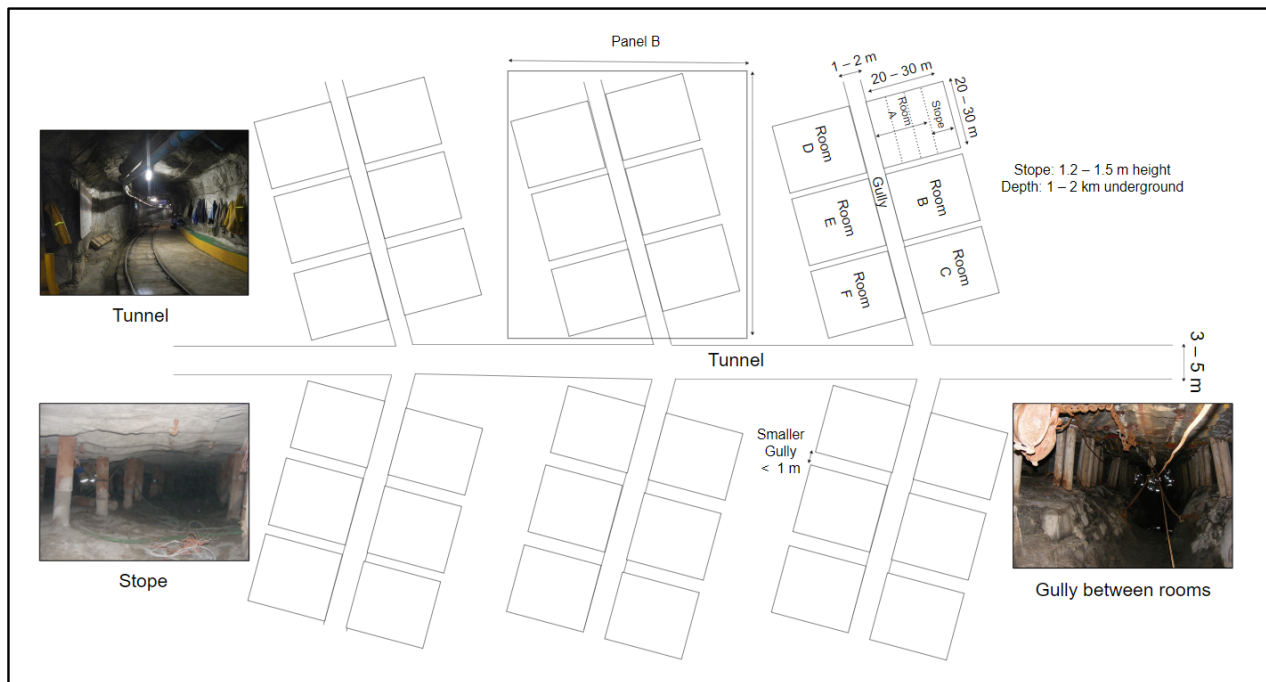 Panel B
1 – 2 m
20 – 30 m
20 – 30 m
Room
A
Stope
Room
D
Room
B
Gully
Room
E
Room
C
Room
F
Stope: 1.2 – 1.5 m height
Depth: 1 – 2 km underground
Tunnel
Tunnel
3 – 5 m
Smaller
Gully
< 1 m
Stope
Gully between rooms